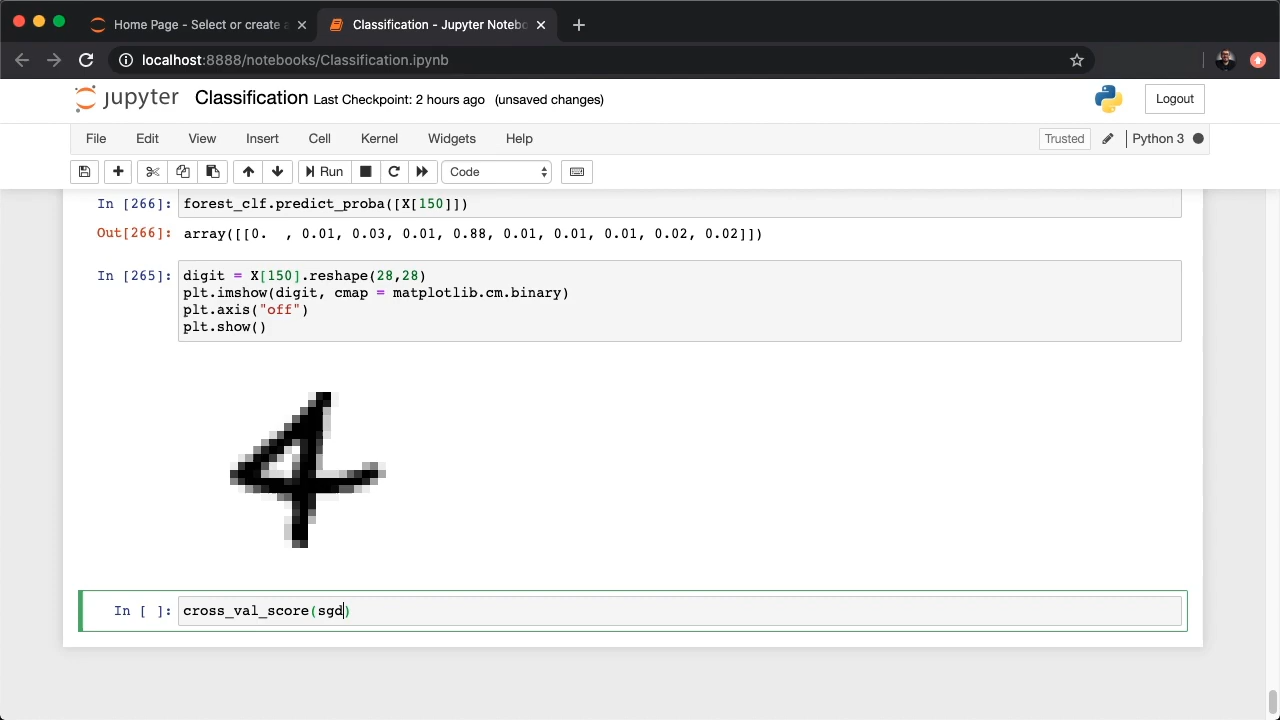 Home Page - Select or create a
Classification - Jupyter Notebo
localhost:8888/notebooks/Classification.ipynb
jupyter Classification Last Checkpoint: 2 hours ago (unsaved changes) Logout
File Edit View Insert Cell Kernel Widgets Help Trusted Python 3
Run Code
In [266]: forest_clf.predict_proba([X[150]])
Out[266]: array([[0.  , 0.01, 0.03, 0.01, 0.88, 0.01, 0.01, 0.01, 0.02, 0.02]])
In [265]: digit = X[150].reshape(28,28)
plt.imshow(digit, cmap = matplotlib.cm.binary)
plt.axis("off")
plt.show()
4
In [ ]: cross_val_score(sgd)